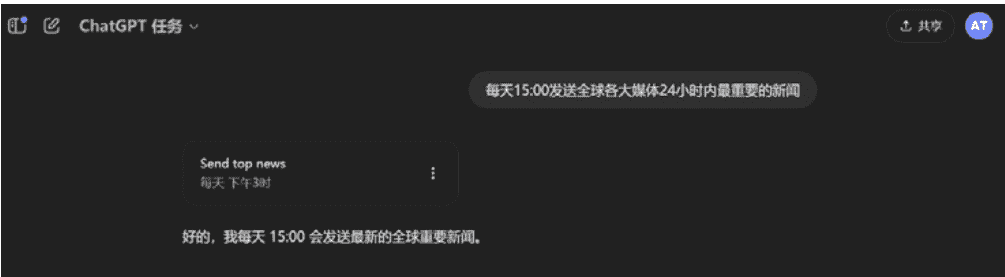 ChatGPT 任务
共享
AT
每天15:00发送全球各大媒体24小时内最重要的新闻
Send top news
每天 下午3时
好的，我每天 15:00 会发送最新的全球重要新闻。